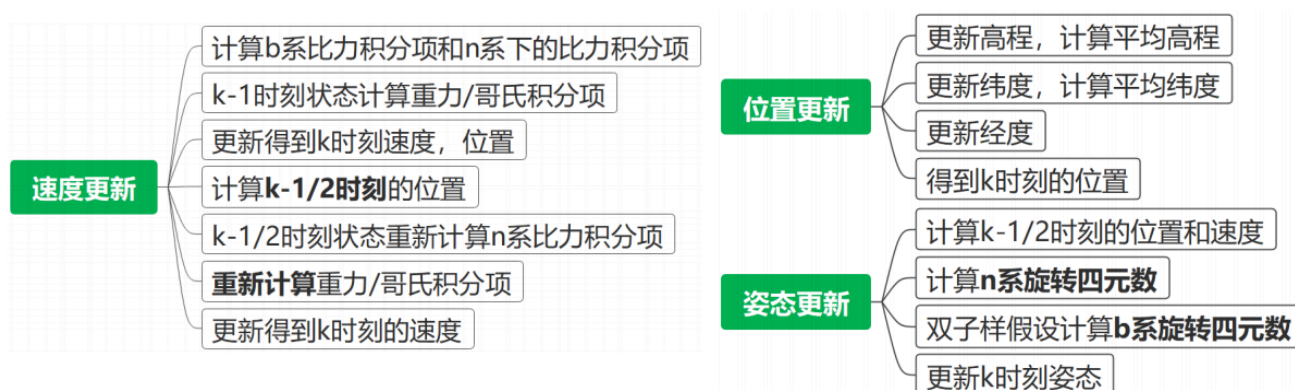 速度更新
计算b系比力积分项和n系下的比力积分项
k-1时刻状态计算重力/哥氏积分项
更新得到k时刻速度，位置
计算k-1/2时刻的位置
k-1/2时刻状态重新计算n系比力积分项
重新计算重力/哥氏积分项
更新得到k时刻的速度
位置更新
更新高程，计算平均高程
更新纬度，计算平均纬度
更新经度
得到k时刻的位置
姿态更新
计算k-1/2时刻的位置和速度
计算n系旋转四元数
双子样假设计算b系旋转四元数
更新k时刻姿态